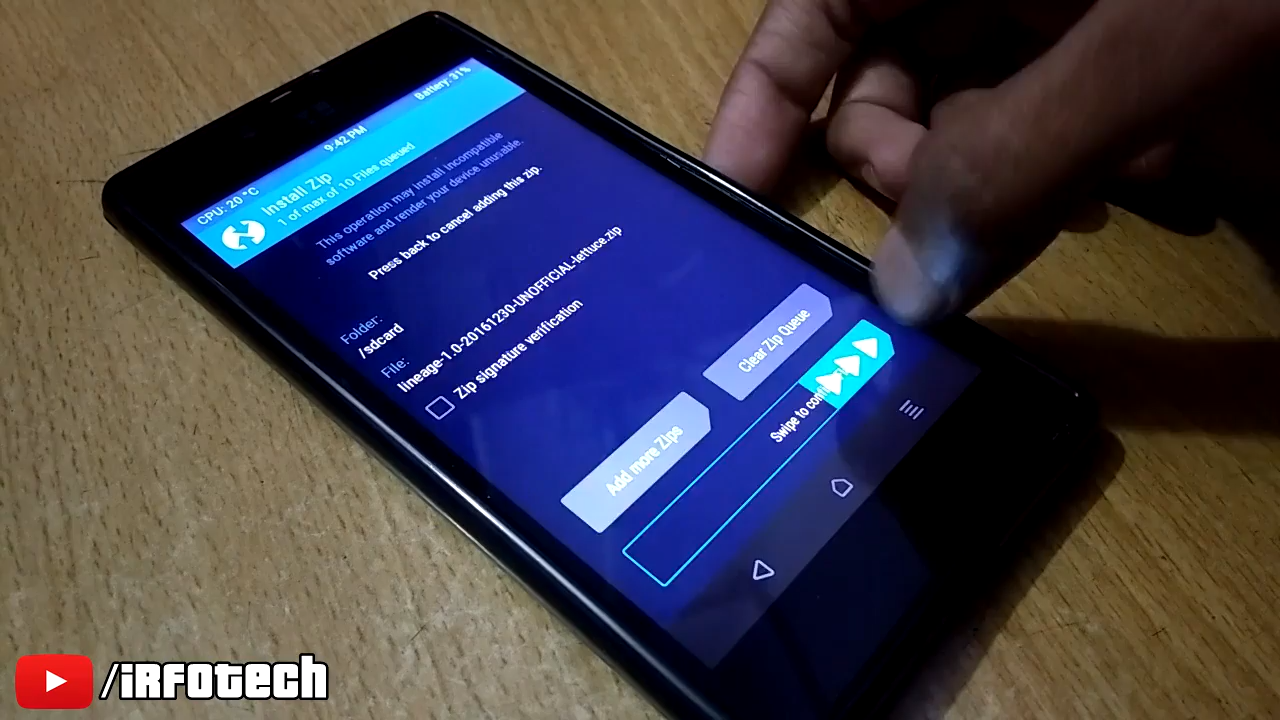 CPU: 20 °C
9:42 PM
Battery: 31%
Install Zip
1 of max of 10 Files queued
This operation may install incompatible
software and render your device unusable.
Press back to cancel adding this zip.
Folder:
/sdcard
File:
lineage-1.0-20161230-UNOFFICIAL-lettuce.zip
Zip signature verification
Add more Zips
Clear Zip Queue
Swipe to
/iRFOtech